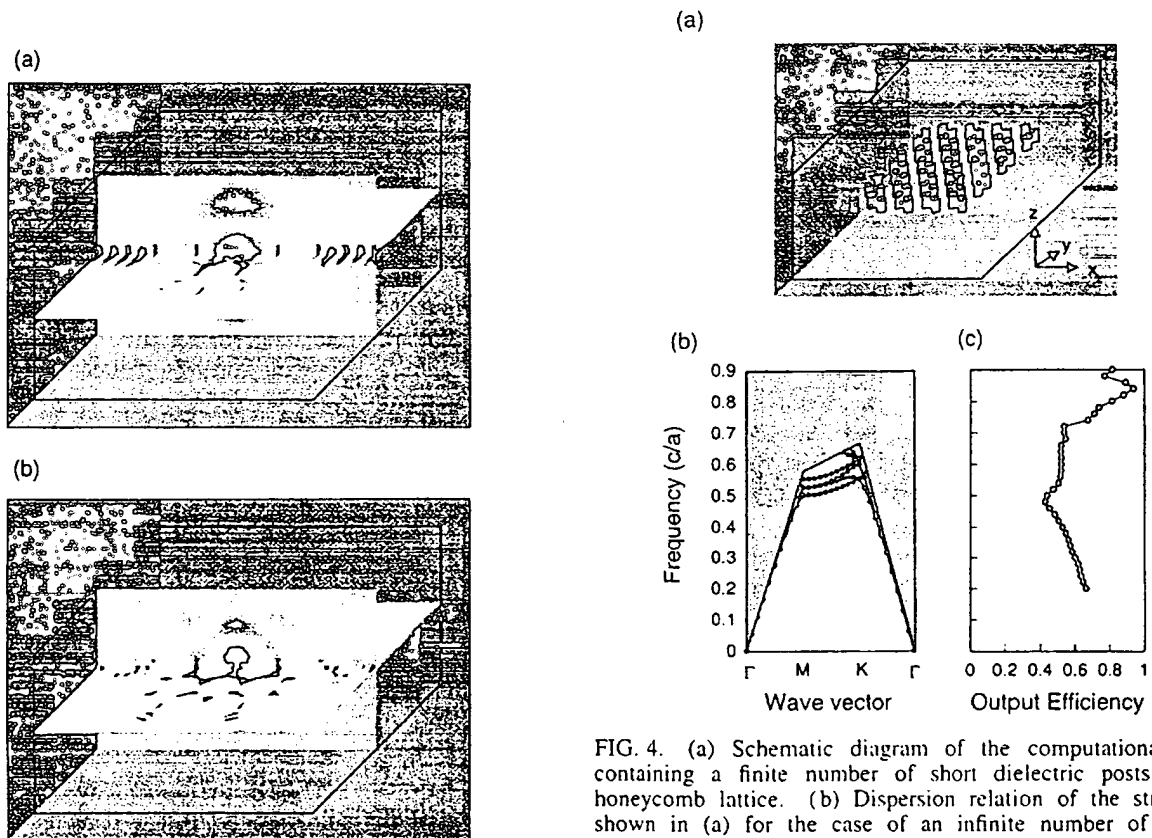 (a)
(b)
(a)
z
y
x
(b)
(c)
0.9
0.8
0.7
0.6
0.5
0.4
0.3
0.2
0.1
0
Frequency (c/a)
Γ M K Γ
Wave vector
0 0.2 0.4 0.6 0.8 1
Output Efficiency
FIG. 4. (a) Schematic diagram of the computationa
containing a finite number of short dielectric posts
honeycomb lattice. (b) Dispersion relation of the str
shown in (a) for the case of an infinite number of